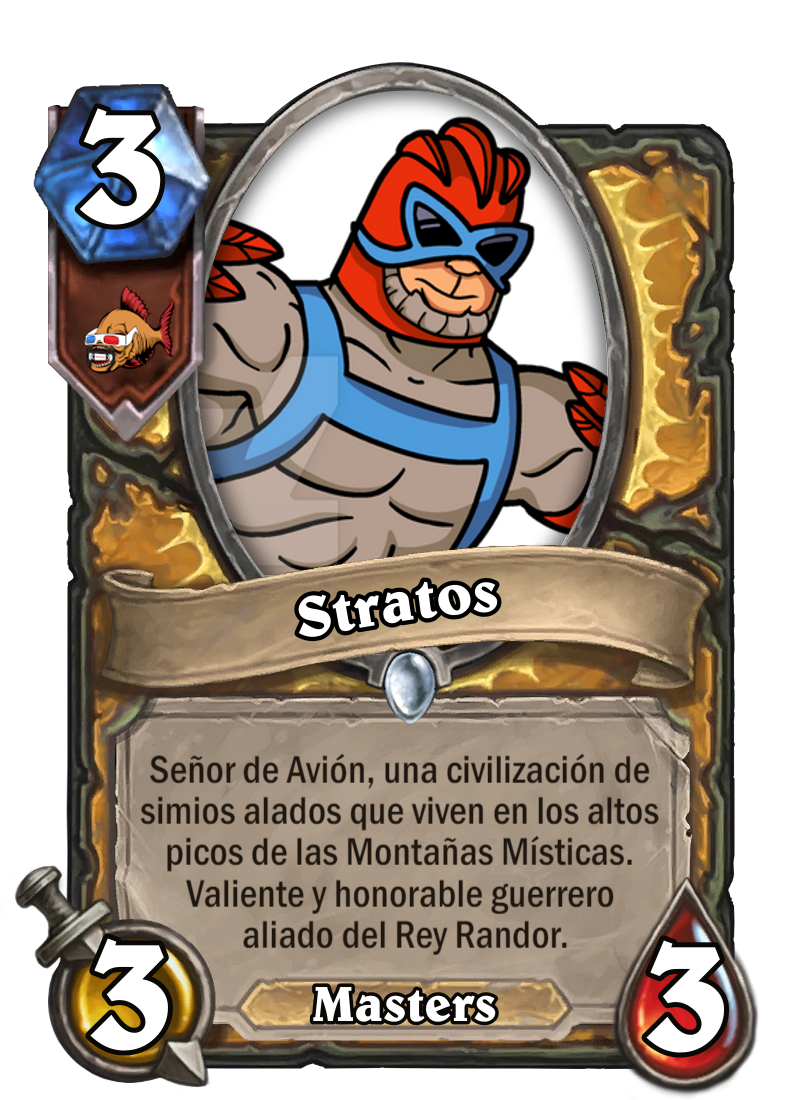 3
Stratos
Señor de Avión, una civilización de
simios alados que viven en los altos
picos de las Montañas Místicas.
Valiente y honorable guerrero
aliado del Rey Randor.
3
Masters
3